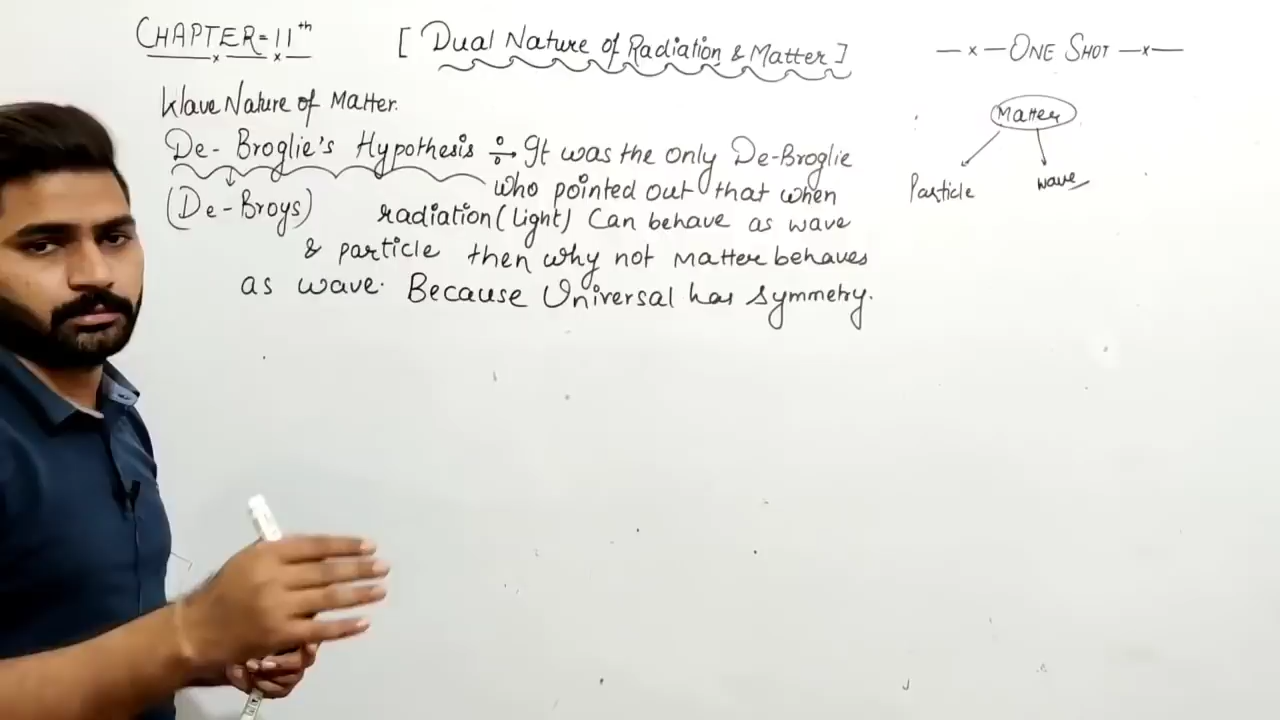 CHAPTER-11th
[Dual Nature of Radiation & Matter]
—x— ONE SHOT —x—
Wave Nature of Matter.
De-Broglie's Hypothesis ÷ It was the only De-Broglie
(De-Broys)
who pointed out that when
radiation (light) Can behave as wave
& particle then why not matter behaves
as wave. Because Universal has symmetry.
Matter
Particle
wave